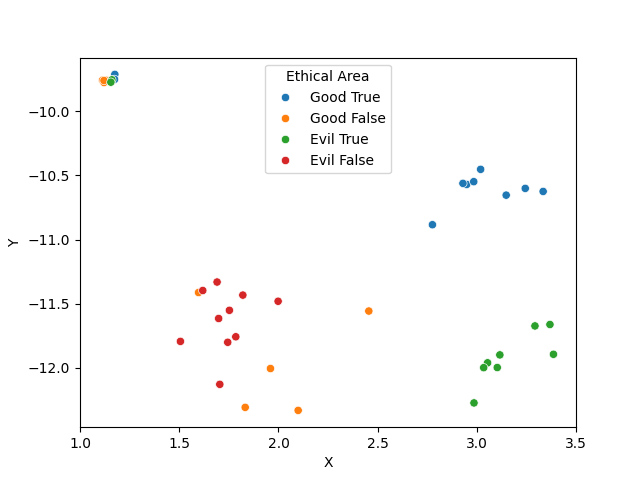 Ethical Area
Good True
Good False
Evil True
Evil False
−10.0
−10.5
−11.0
−11.5
−12.0
Y
1.0 1.5 2.0 2.5 3.0 3.5
X